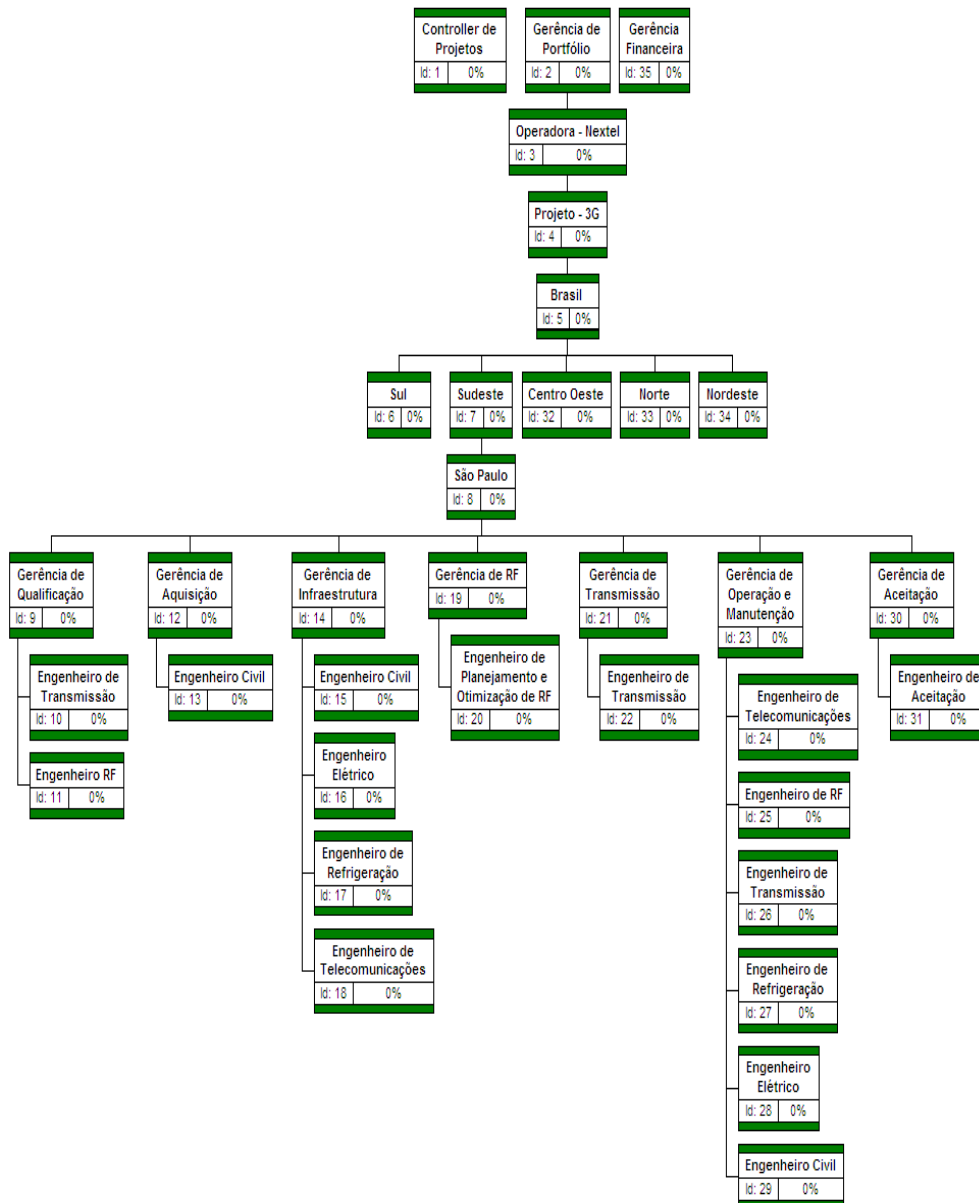 Controller de
Projetos
Id: 1 0%
Gerência de
Portfólio
Id: 2 0%
Gerência
Financeira
Id: 35 0%
Operadora - Nextel
Id: 3 0%
Projeto - 3G
Id: 4 0%
Brasil
Id: 5 0%
Sul
Id: 6 0%
Sudeste
Id: 7 0%
Centro Oeste
Id: 32 0%
Norte
Id: 33 0%
Nordeste
Id: 34 0%
São Paulo
Id: 8 0%
Gerência de
Qualificação
Id: 9 0%
Engenheiro de
Transmissão
Id: 10 0%
Engenheiro RF
Id: 11 0%
Gerência de
Aquisição
Id: 12 0%
Engenheiro Civil
Id: 13 0%
Gerência de
Infraestrutura
Id: 14 0%
Engenheiro Civil
Id: 15 0%
Engenheiro
Elétrico
Id: 16 0%
Engenheiro de
Refrigeração
Id: 17 0%
Engenheiro de
Telecomunicações
Id: 18 0%
Gerência de RF
Id: 19 0%
Engenheiro de
Planejamento e
Otimização de RF
Id: 20 0%
Gerência de
Transmissão
Id: 21 0%
Engenheiro de
Transmissão
Id: 22 0%
Gerência de
Operação e
Manutenção
Id: 23 0%
Engenheiro de
Telecomunicações
Id: 24 0%
Engenheiro de RF
Id: 25 0%
Engenheiro de
Transmissão
Id: 26 0%
Engenheiro de
Refrigeração
Id: 27 0%
Engenheiro
Elétrico
Id: 28 0%
Engenheiro Civil
Id: 29 0%
Gerência de
Aceitação
Id: 30 0%
Engenheiro de
Aceitação
Id: 31 0%